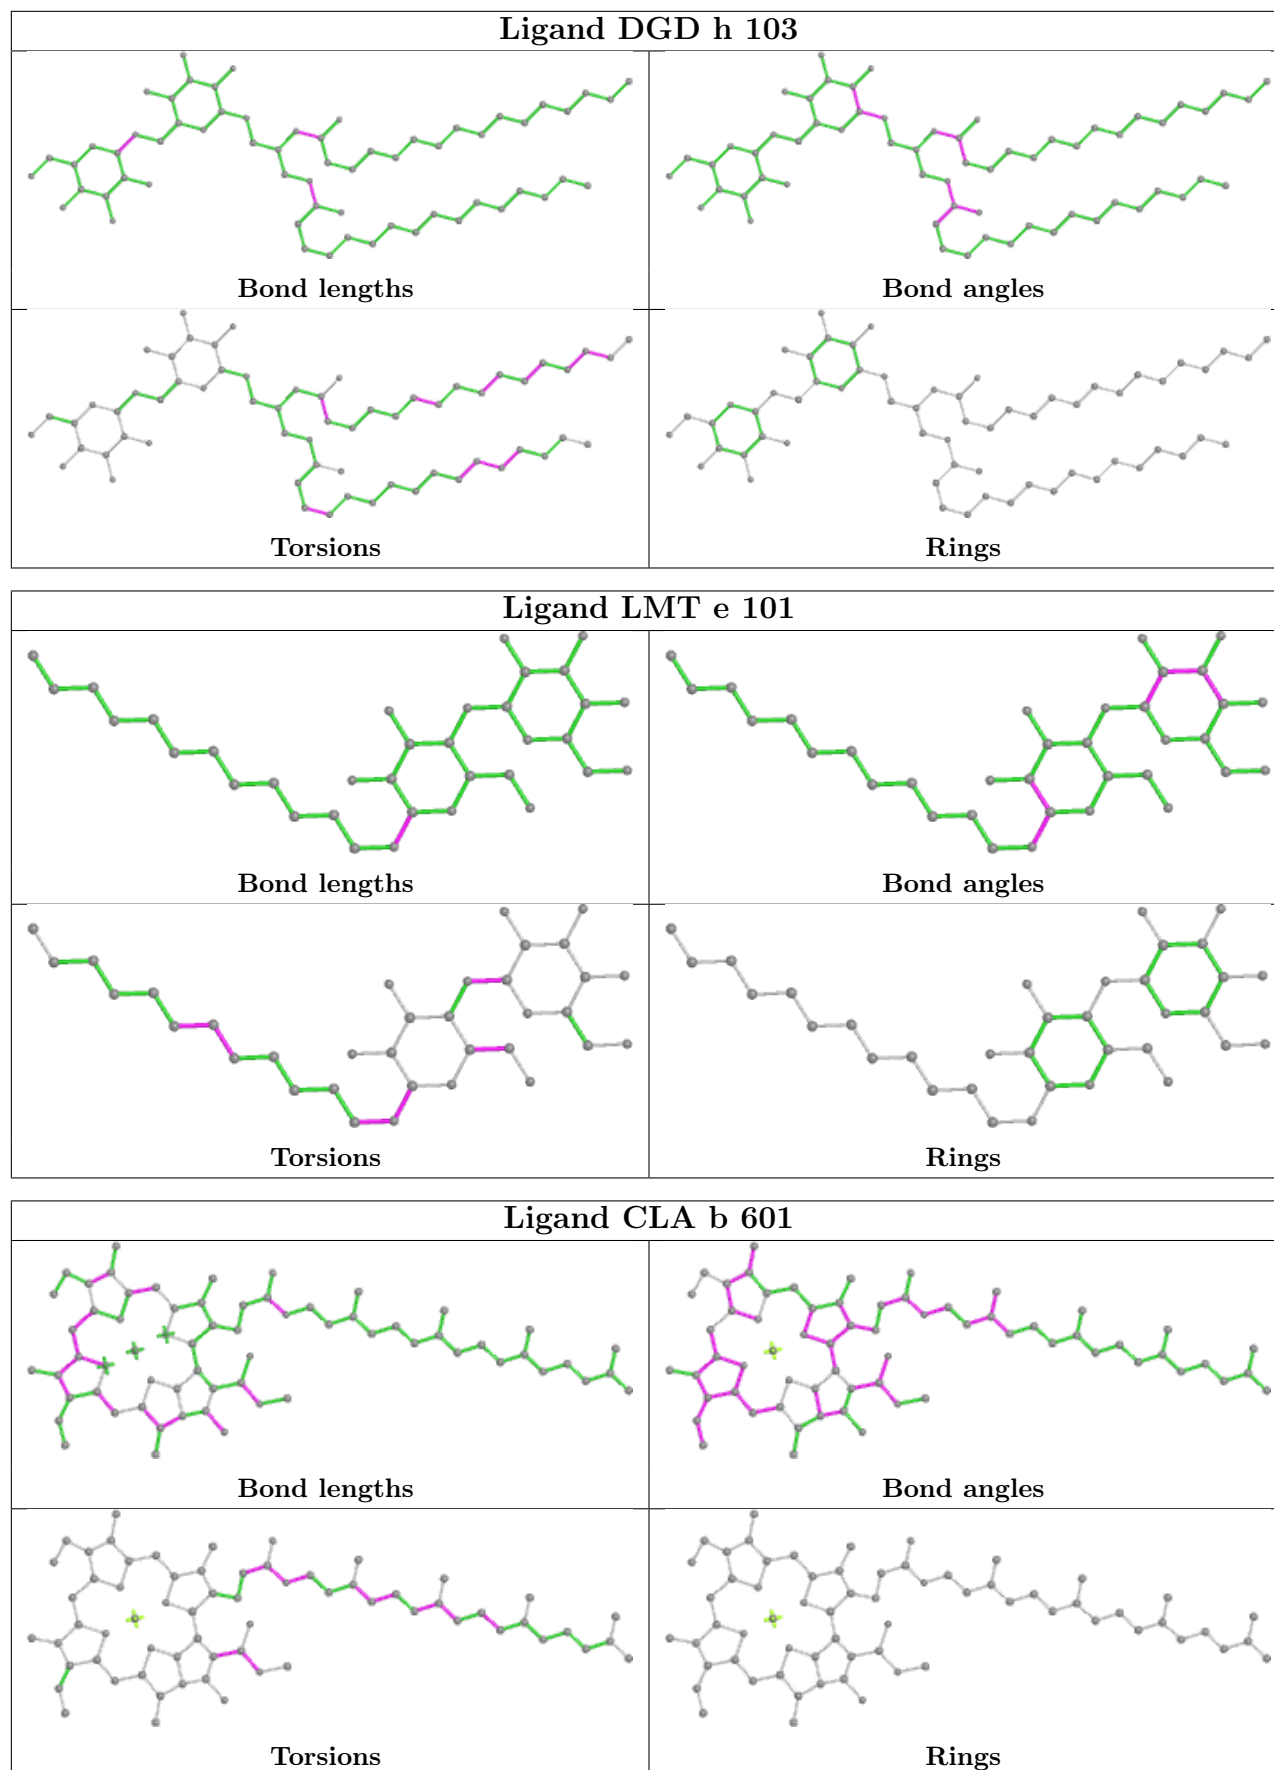 Ligand DGD h 103
Bond lengths
Bond angles
Torsions
Rings
Ligand LMT e 101
Bond lengths
Bond angles
Torsions
Rings
Ligand CLA b 601
Bond lengths
Bond angles
Torsions
Rings